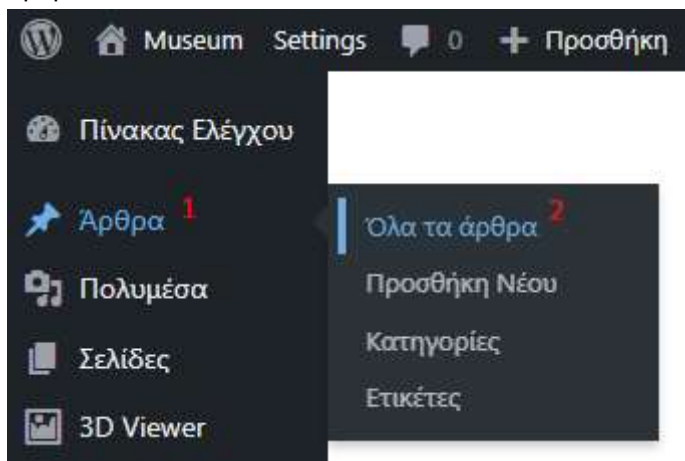 Museum Settings 0 Προσθήκη
Πίνακας Ελέγχου
Άρθρα 1
Όλα τα άρθρα 2
Πολυμέσα
Προσθήκη Νέου
Σελίδες
Κατηγορίες
3D Viewer
Ετικέτες